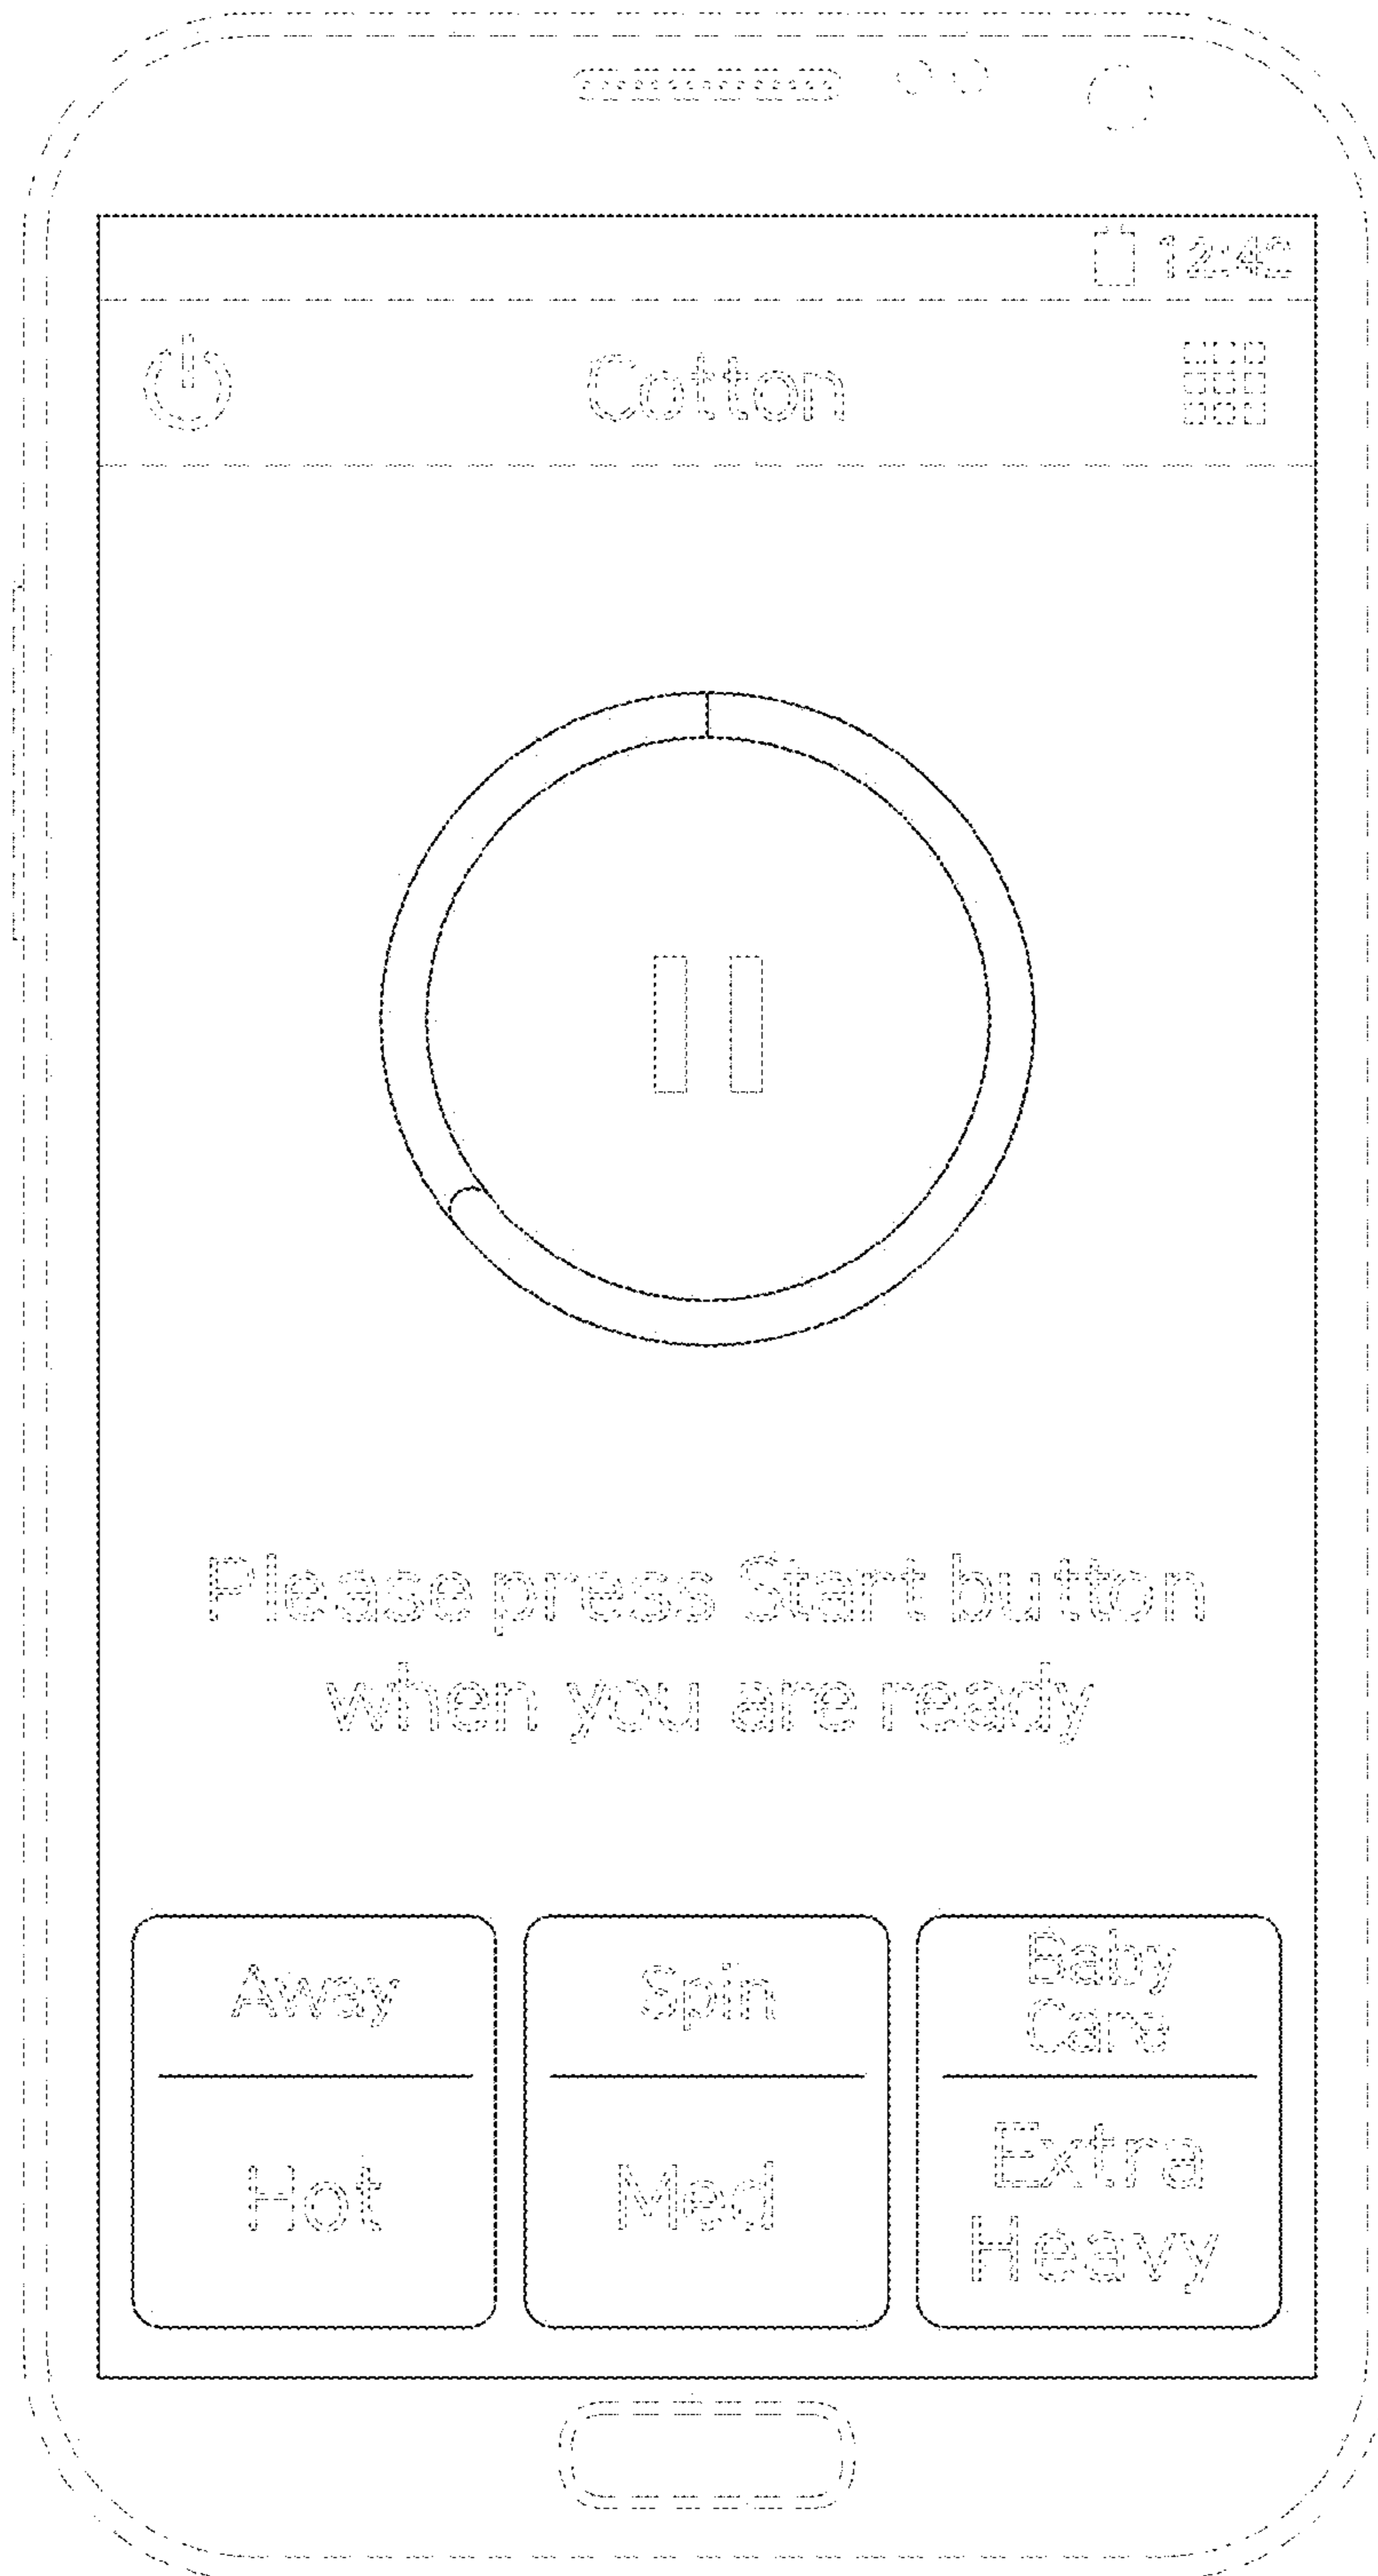 12:42
Cotton
Please press Start button
when you are ready
Away
Hot
Spin
Med
Baby
Care
Extra
Heavy